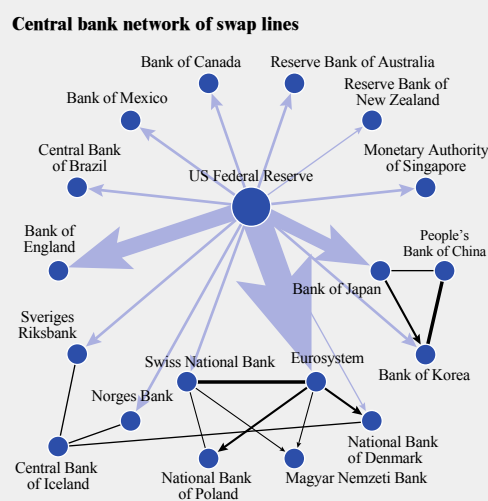 Central bank network of swap lines
Bank of Canada
Reserve Bank of Australia
Bank of Mexico
Reserve Bank of
New Zealand
Central Bank
of Brazil
US Federal Reserve
Monetary Authority
of Singapore
Bank of
England
Bank of Japan
People's
Bank of China
Sveriges
Riksbank
Swiss National Bank
Eurosystem
Bank of Korea
Norges Bank
Central Bank
of Iceland
National Bank
of Poland
Magyar Nemzeti Bank
National Bank
of Denmark